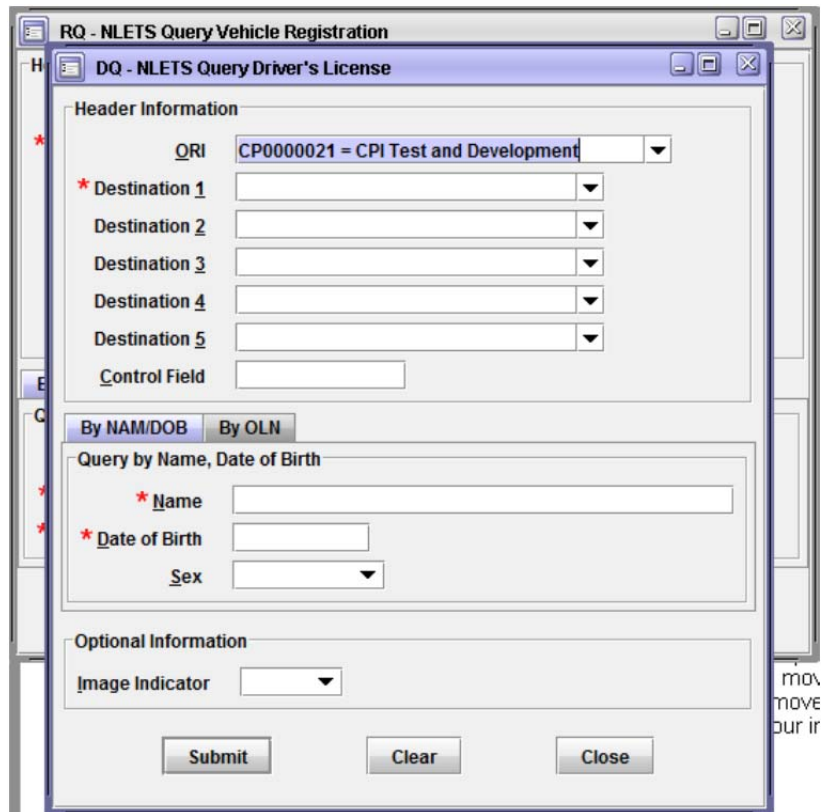 RQ - NLETS Query Vehicle Registration
DQ - NLETS Query Driver's License
Header Information
ORI CP0000021 = CPI Test and Development
* Destination 1
Destination 2
Destination 3
Destination 4
Destination 5
Control Field
By NAM/DOB By OLN
Query by Name, Date of Birth
* Name
* Date of Birth
Sex
Optional Information
Image Indicator
Submit Clear Close